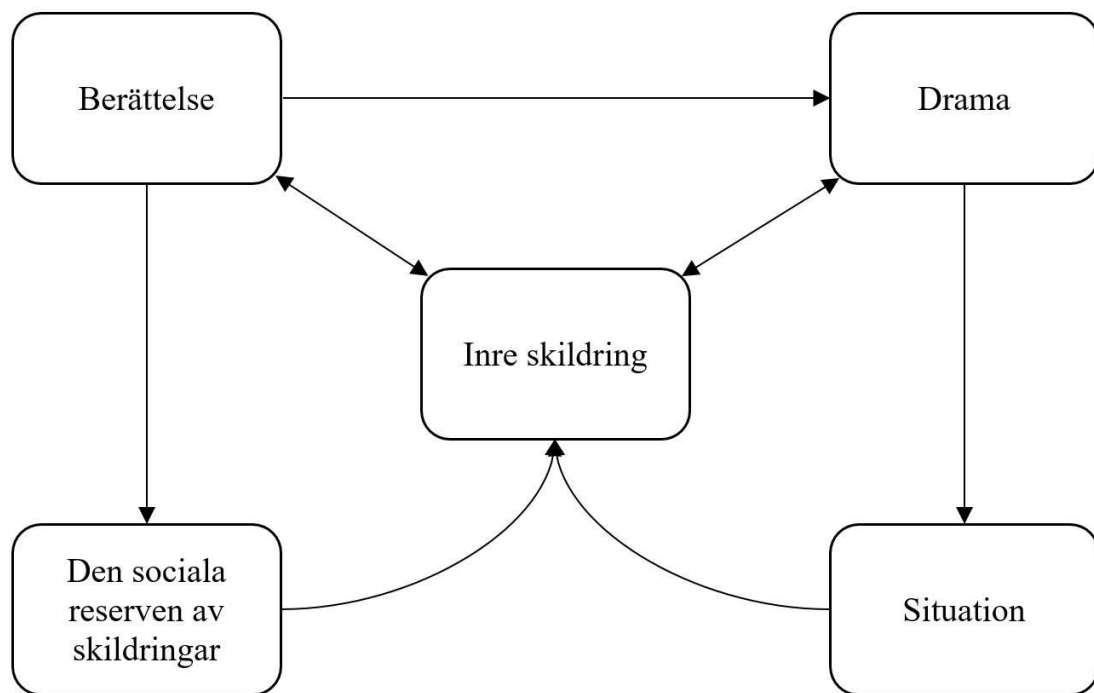 Berättelse
Drama
Inre skildring
Den sociala
reserven av
skildringar
Situation